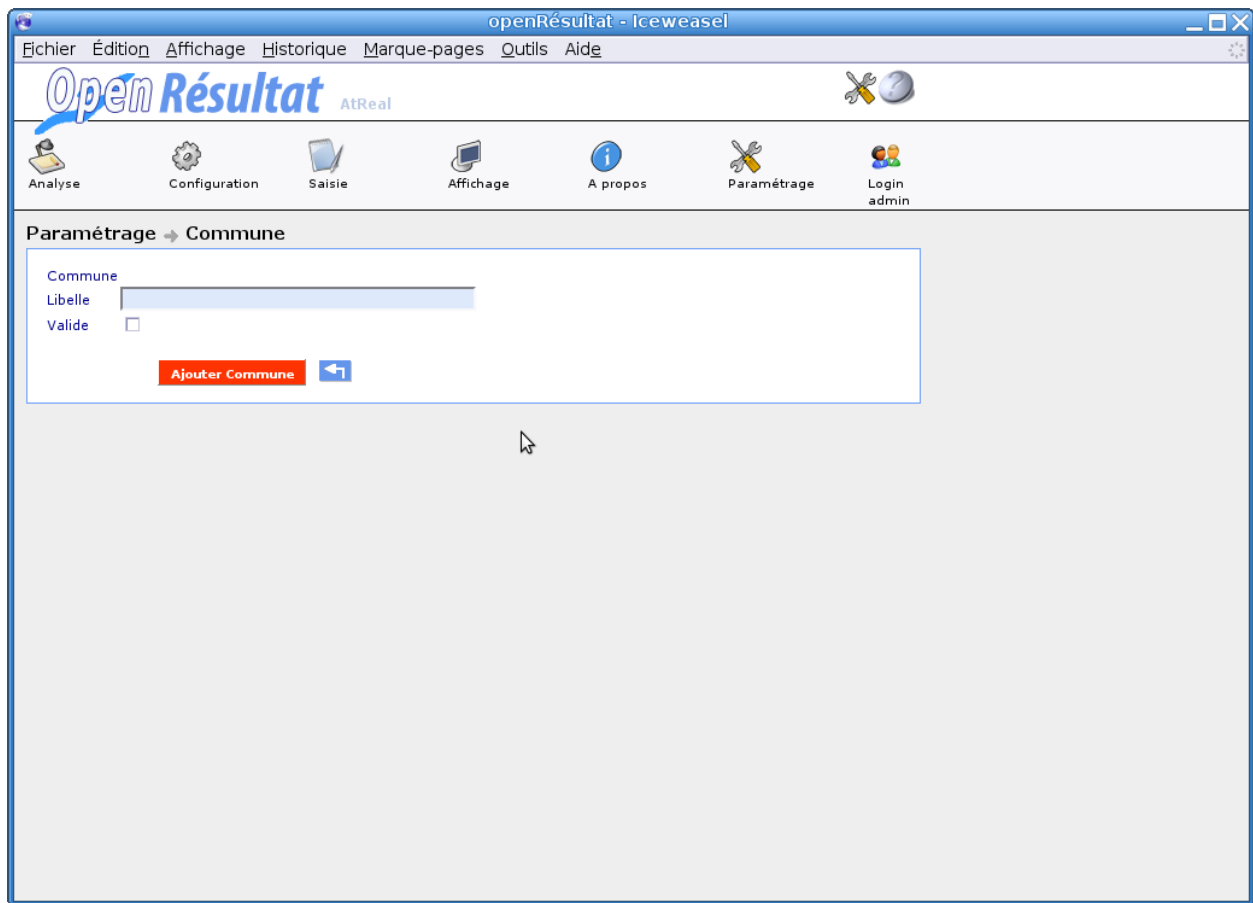 openRésultat - Iceweasel
Fichier Édition Affichage Historique Marque-pages Outils Aide
Open Résultat AtReal
Analyse Configuration Saisie Affichage A propos Paramétrage Login admin
Paramétrage Commune
Commune
Libelle
Valide
Ajouter Commune